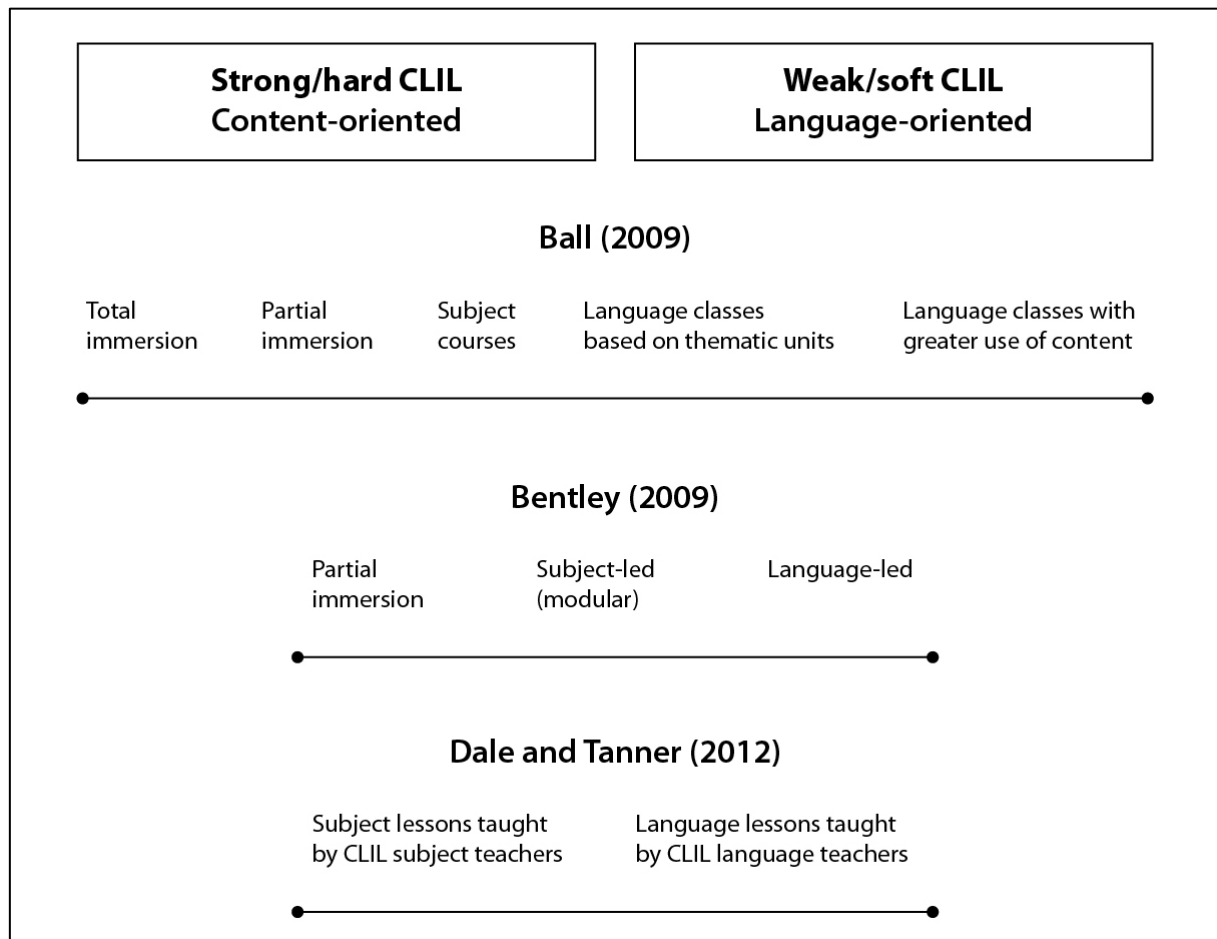 Strong/hard CLIL
Content-oriented
Weak/soft CLIL
Language-oriented
Ball (2009)
Total
immersion
Partial
immersion
Subject
courses
Language classes
based on thematic units
Language classes with
greater use of content
Bentley (2009)
Partial
immersion
Subject-led
(modular)
Language-led
Dale and Tanner (2012)
Subject lessons taught
by CLIL subject teachers
Language lessons taught
by CLIL language teachers